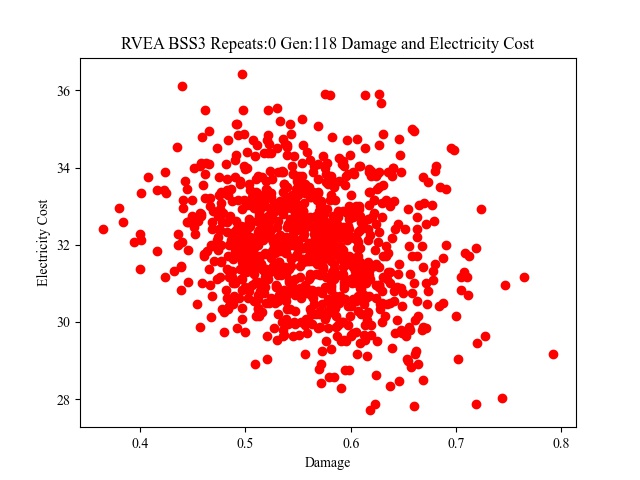 RVEA BSS3 Repeats:0 Gen:118 Damage and Electricity Cost
Electricity Cost
36
34
32
30
28
0.4 0.5 0.6 0.7 0.8
Damage